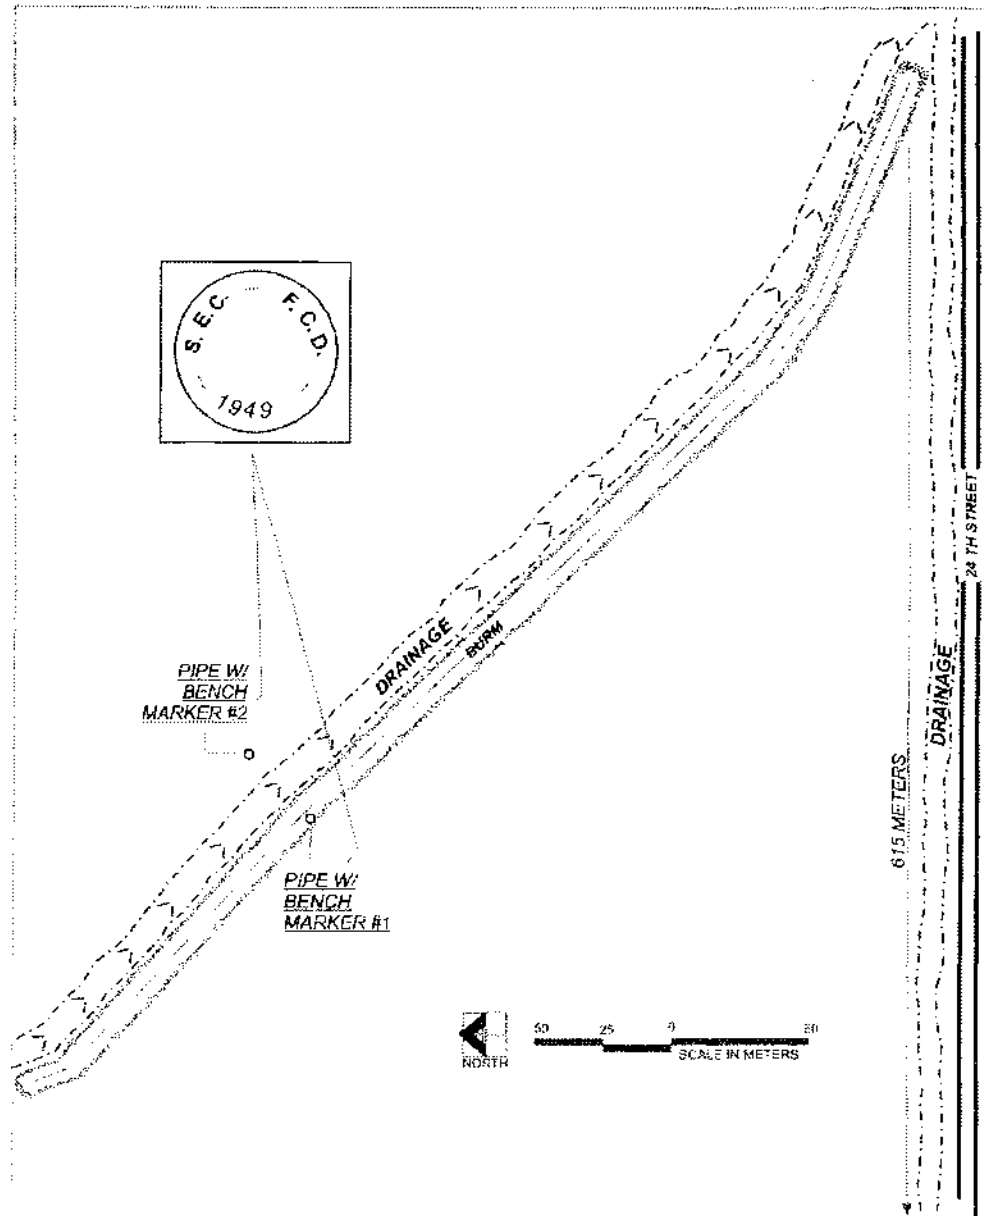 S.E.C.
F.C.D.
1949
24 TH STREET
DRAINAGE
BURM
PIPE W/
BENCH
MARKER #2
DRAINAGE
615 METERS
PIPE W/
BENCH
MARKER #1
50 25 0
SCALE IN METERS
NORTH